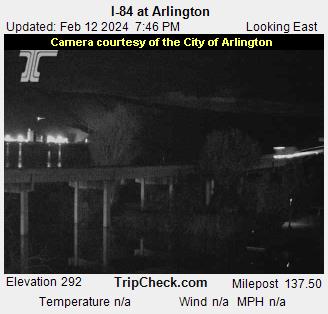 I-84 at Arlington
Updated: Feb 12 2024 7:46 PM Looking East
Camera courtesy of the City of Arlington
Elevation 292 TripCheck.com Milepost 137.50
Temperature n/a Wind n/a MPH n/a